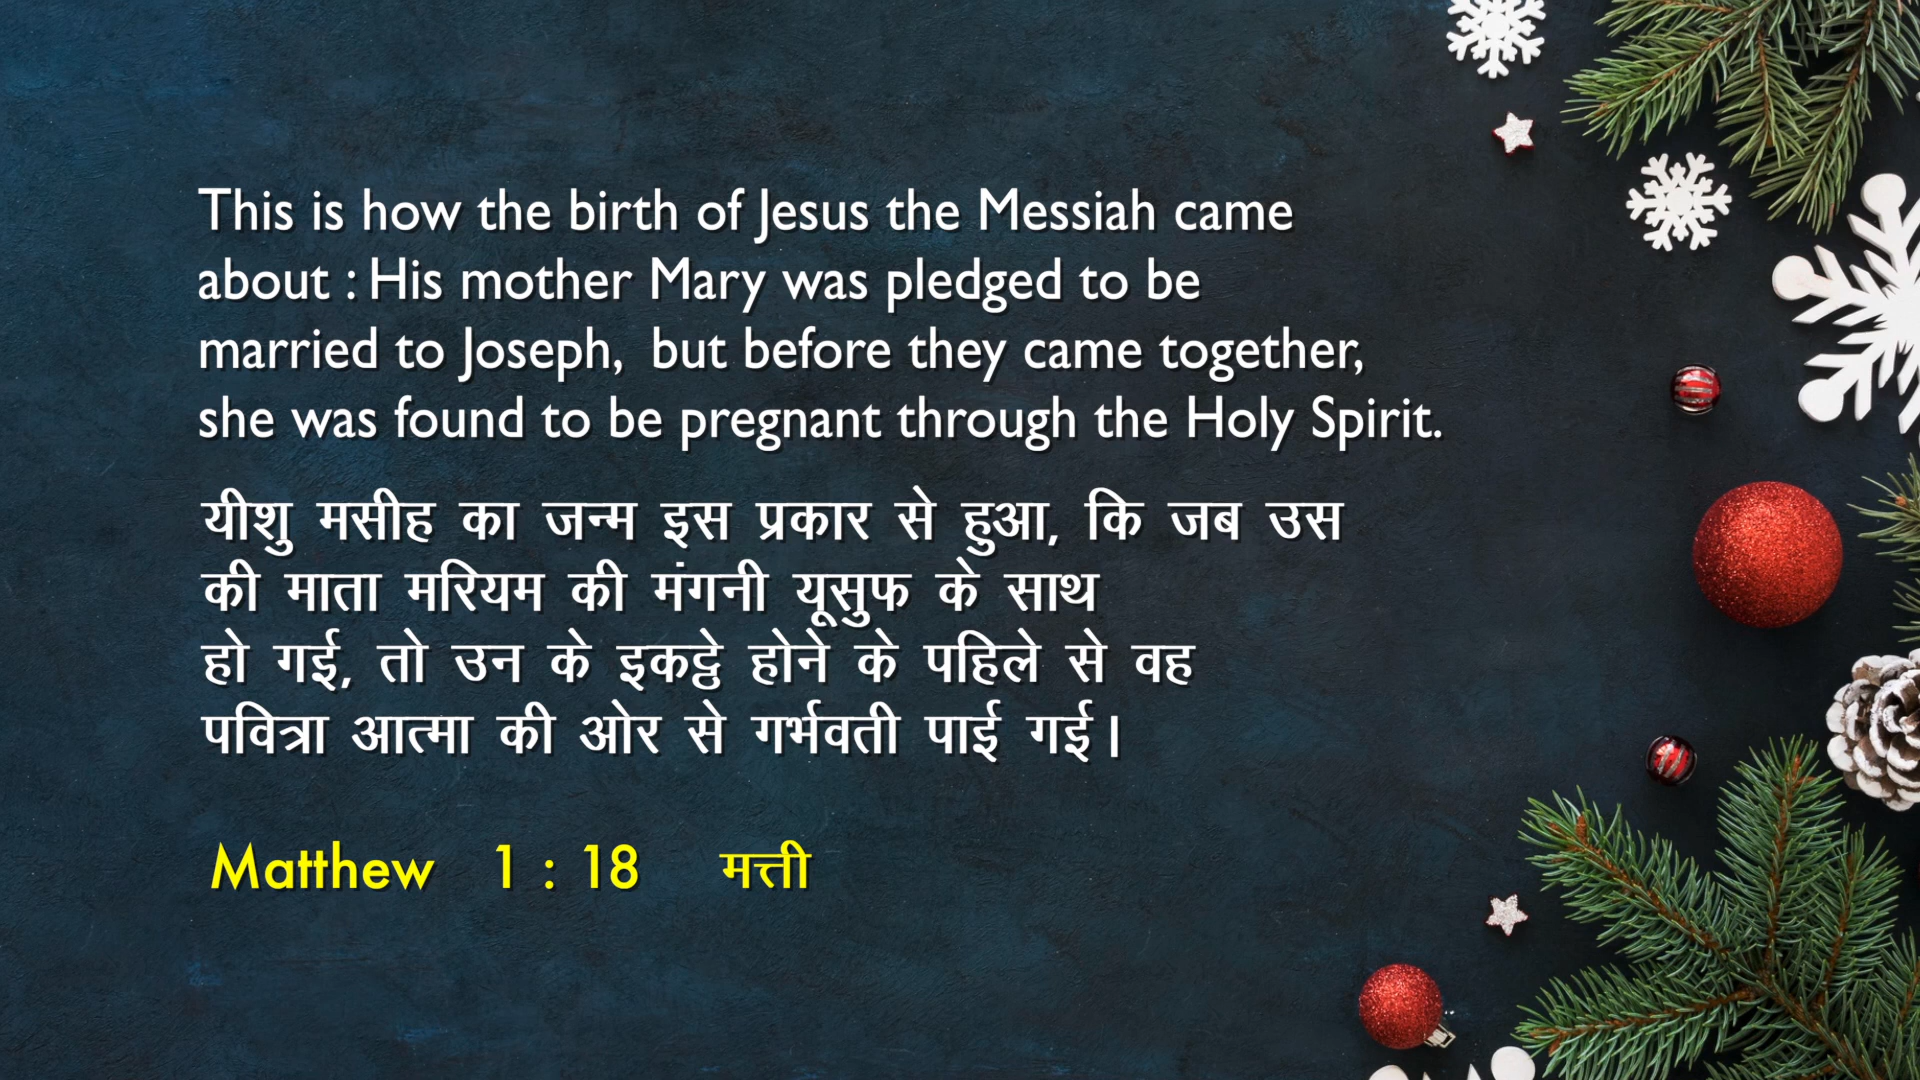 This is how the birth of Jesus the Messiah came
about : His mother Mary was pledged to be
married to Joseph,  but before they came together,
she was found to be pregnant through the Holy Spirit.
यीशु मसीह का जन्म इस प्रकार से हुआ, कि जब उस
की माता मरियम की मंगनी यूसुफ के साथ
हो गई, तो उन के इकट्ठे होने के पहिले से वह
पवित्रा आत्मा की ओर से गर्भवती पाई गई।
Matthew 1 : 18 मत्ती